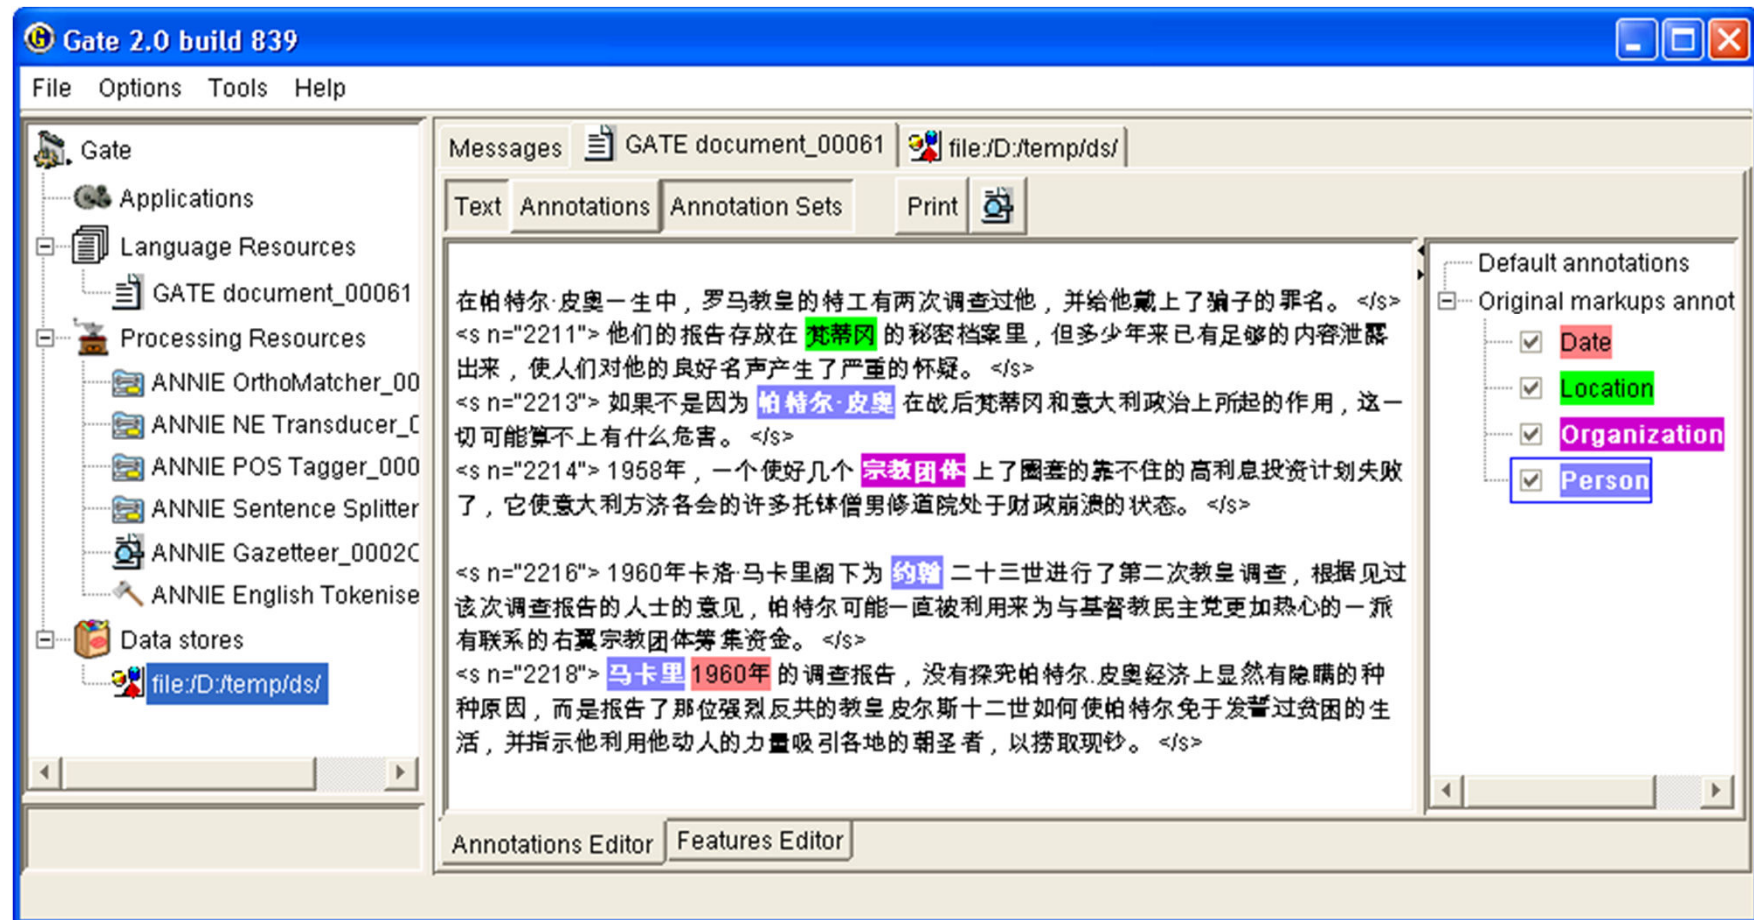 Gate 2.0 build 839
File Options Tools Help
Gate
Applications
Language Resources
GATE document_00061
Processing Resources
ANNIE OrthoMatcher_00
ANNIE NE Transducer_0
ANNIE POS Tagger_000
ANNIE Sentence Splitter
ANNIE Gazetteer_0002C
ANNIE English Tokenise
Data stores
file:/D:/temp/ds/
Messages GATE document_00061 file:/D:/temp/ds/
Text Annotations Annotation Sets Print
在帕特尔·皮奥一生中，罗马教皇的特工有两次调查过他，并给他戴上了骗子的罪名。 </s>
<s n="2211"> 他们的报告存放在 梵蒂冈 的秘密档案里，但多少年来已有足够的内容泄露
出来，使人们对他的良好名声产生了严重的怀疑。 </s>
<s n="2213"> 如果不是因为 帕特尔·皮奥 在战后梵蒂冈和意大利政治上所起的作用，这一
切可能算不上有什么危害。 </s>
<s n="2214"> 1958年，一个使好几个 宗教团体 上了圈套的靠不住的高利息投资计划失败
了，它使意大利方济各会的许多托钵僧男修道院处于财政崩溃的状态。 </s>
<s n="2216"> 1960年卡洛·马卡里阁下为 约翰 二十三世进行了第二次教皇调查，根据见过
该次调查报告的人士的意见，帕特尔可能一直被利用来为与基督教民主党更加热心的一派
有联系的右翼宗教团体筹集资金。 </s>
<s n="2218"> 马卡里 1960年 的调查报告，没有探究帕特尔.皮奥经济上显然有隐瞒的种
种原因，而是报告了那位强烈反共的教皇皮尔斯十二世如何使帕特尔免于发誓过贫困的生
活，并指示他利用他动人的力量吸引各地的朝圣者，以捞取现钞。 </s>
Default annotations
Original markups annot
Date
Location
Organization
Person
Annotations Editor Features Editor